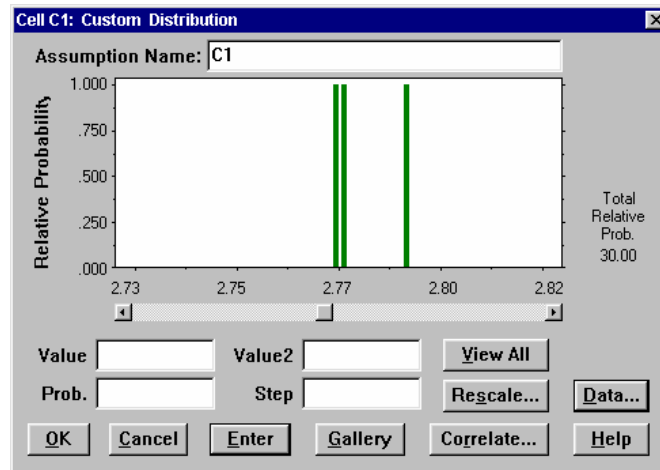 Cell C1: Custom Distribution
Assumption Name: C1
Relative Probability
1.000
.750
.500
.250
.000
2.73 2.75 2.77 2.80 2.82
Total
Relative
Prob.
30.00
Value Value2 View All
Prob. Step Rescale... Data...
OK Cancel Enter Gallery Correlate... Help